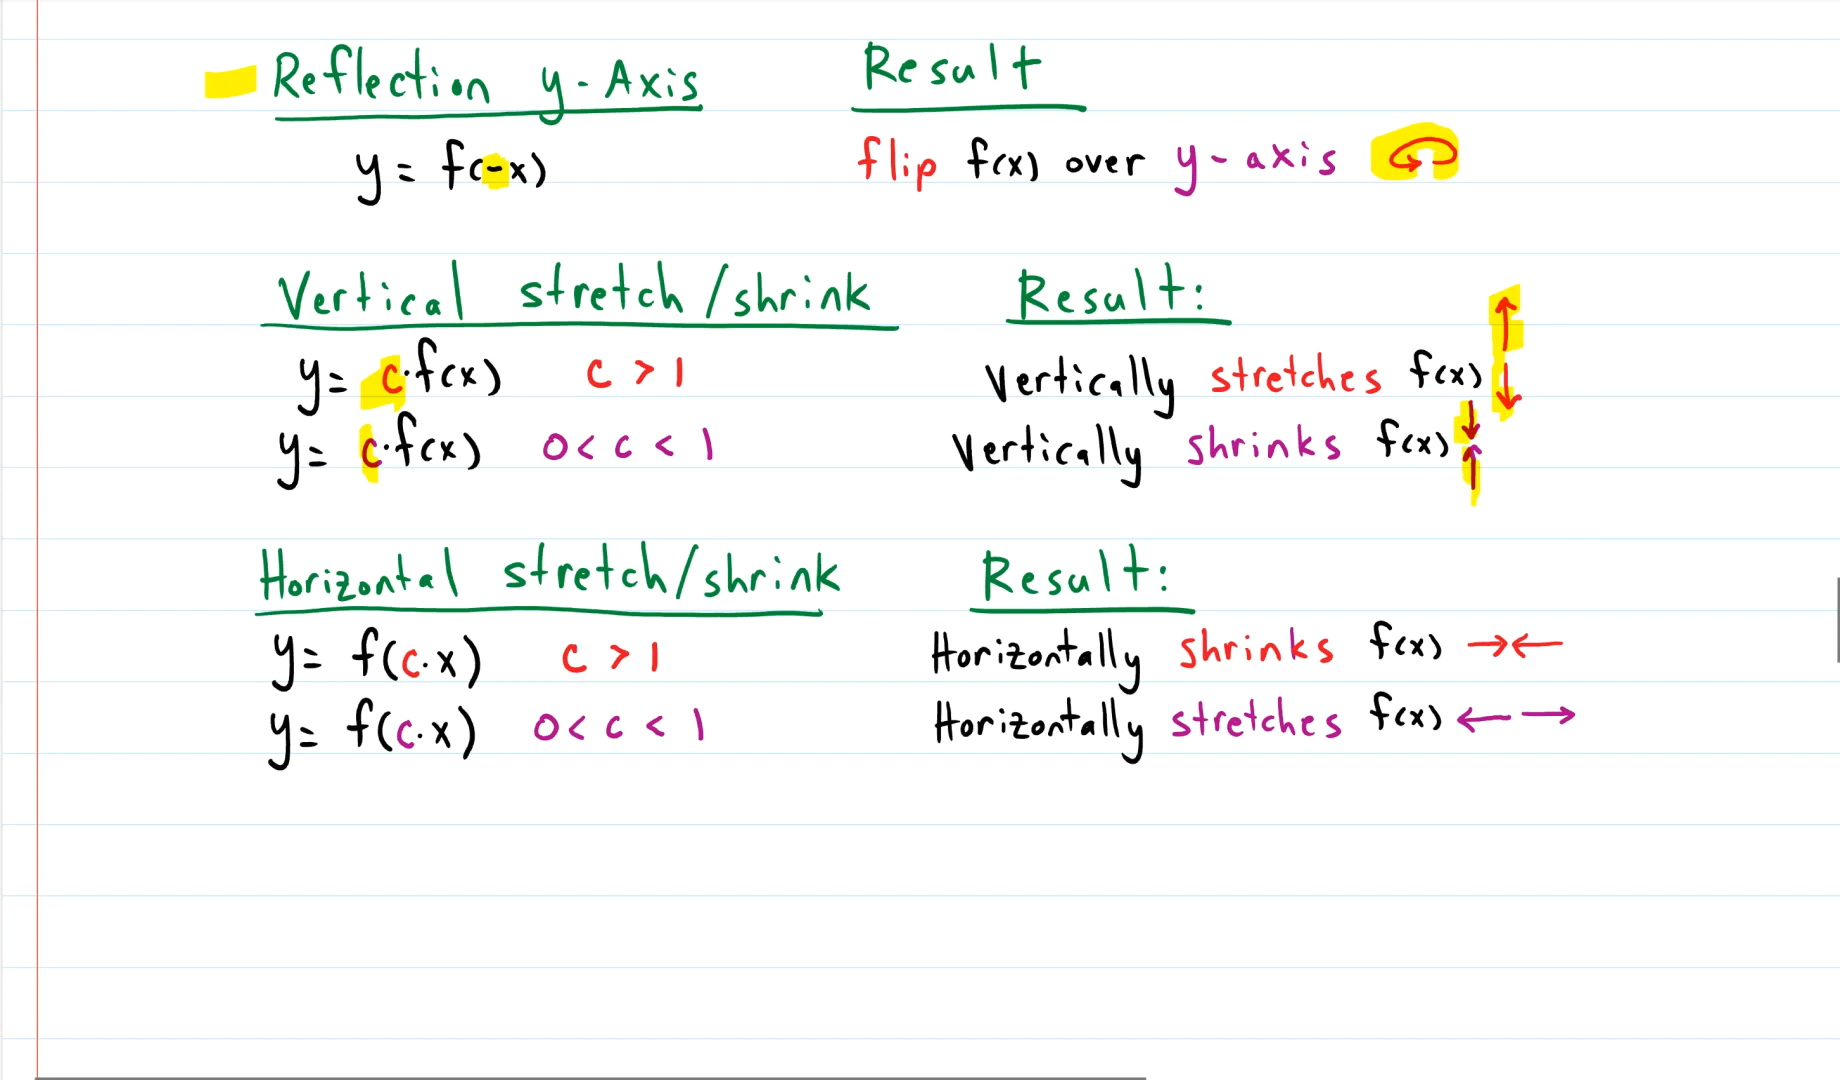 Reflection y-Axis Result
y = f(-x) flip f(x) over y-axis
Vertical stretch/shrink Result:
y = c·f(x) c > 1 Vertically stretches f(x)
y = c·f(x) 0 < c < 1 Vertically shrinks f(x)
Horizontal stretch/shrink Result:
y = f(c·x) c > 1 Horizontally shrinks f(x) →←
y = f(c·x) 0 < c < 1 Horizontally stretches f(x) ← →